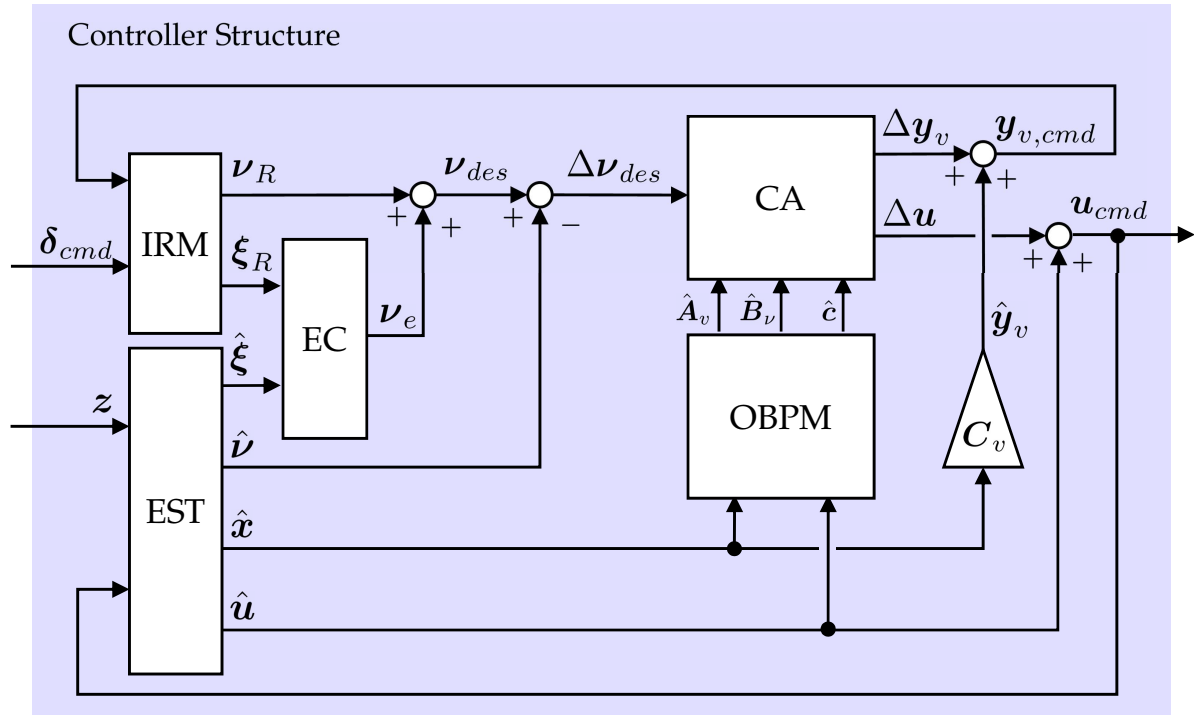 Controller Structure
Δy_v
y_{v,cmd}
+ +
ν_R
ν_des
Δν_des
CA
+ +
+ −
Δu
u_cmd
+ +
δ_cmd
IRM
ξ_R
Â_v
B̂_ν
ĉ
ŷ_v
ν_e
EC
ξ̂
z
OBPM
C_v
ν̂
EST
x̂
û